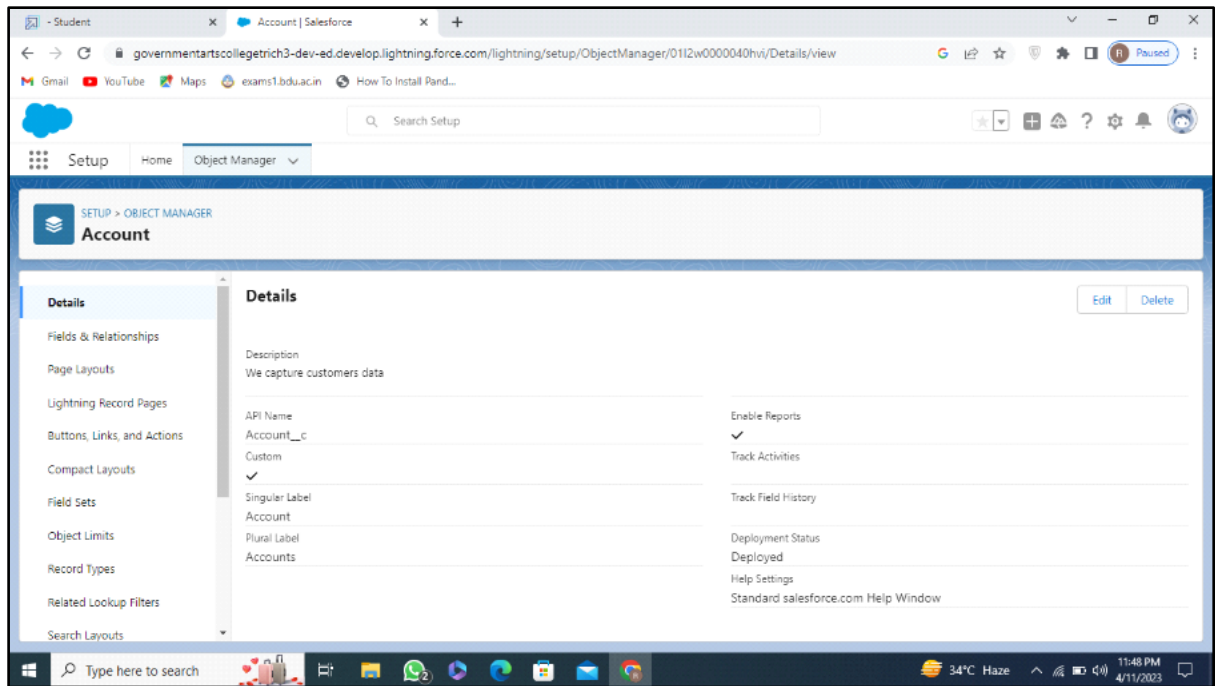 - Student
Account | Salesforce
governmentartscollegetrich3-dev-ed.develop.lightning.force.com/lightning/setup/ObjectManager/01I2w0000040hvi/Details/view
R Paused
Gmail YouTube Maps exams1.bdu.ac.in How To Install Pand...
Search Setup
Setup Home Object Manager
SETUP > OBJECT MANAGER
Account
Details
Fields & Relationships
Page Layouts
Lightning Record Pages
Buttons, Links, and Actions
Compact Layouts
Field Sets
Object Limits
Record Types
Related Lookup Filters
Search Layouts
Details
Edit Delete
Description
We capture customers data
API Name
Account__c
Custom
Singular Label
Account
Plural Label
Accounts
Enable Reports
Track Activities
Track Field History
Deployment Status
Deployed
Help Settings
Standard salesforce.com Help Window
Type here to search
34°C Haze
11:48 PM
4/11/2023